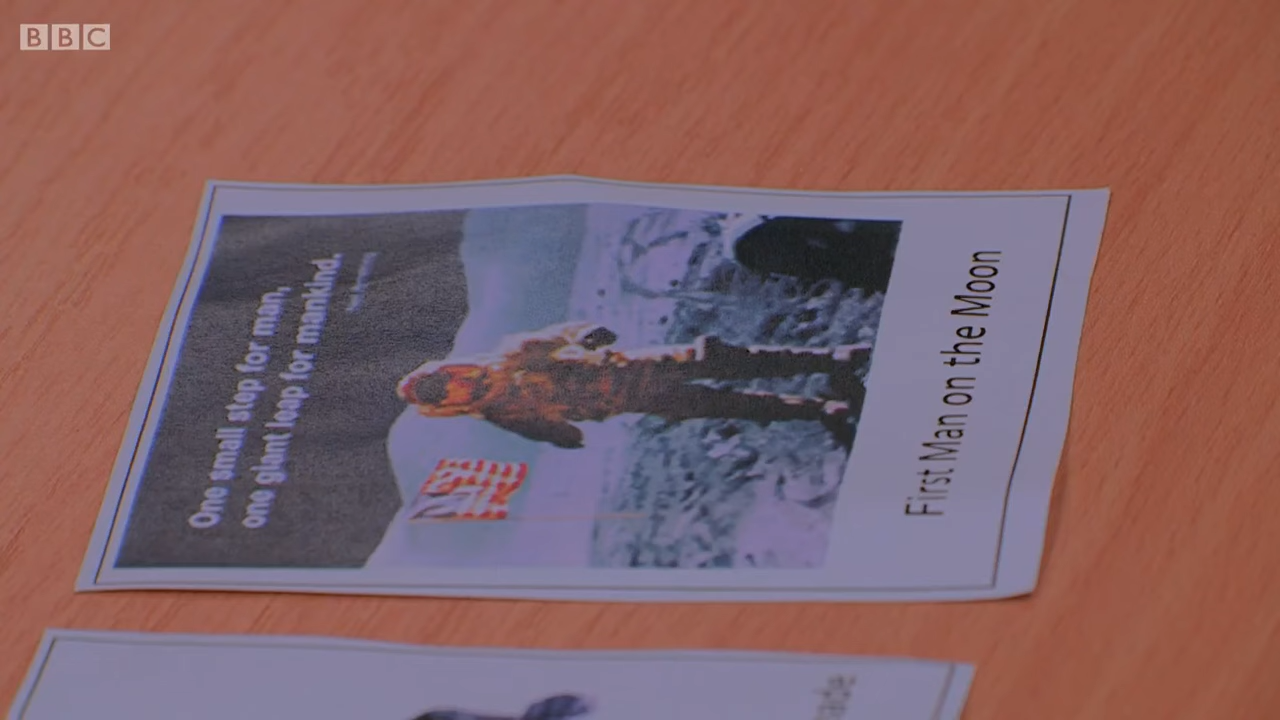 BBC
One small step for man,
one giant leap for mankind.
First Man on the Moon